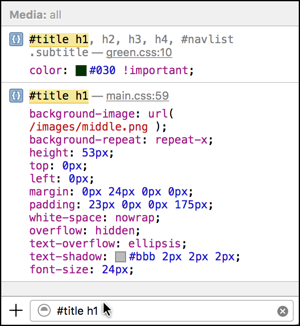 Media: all
{} #title h1, h2, h3, h4, #navlist
.subtitle — green.css:10
color: #030 !important;
{} #title h1 — main.css:59
background-image: url(
/images/middle.png );
background-repeat: repeat-x;
height: 53px;
top: 0px;
left: 0px;
margin: 0px 24px 0px 0px;
padding: 23px 0px 0px 175px;
white-space: nowrap;
overflow: hidden;
text-overflow: ellipsis;
text-shadow: #bbb 2px 2px 2px;
font-size: 24px;
#title h1